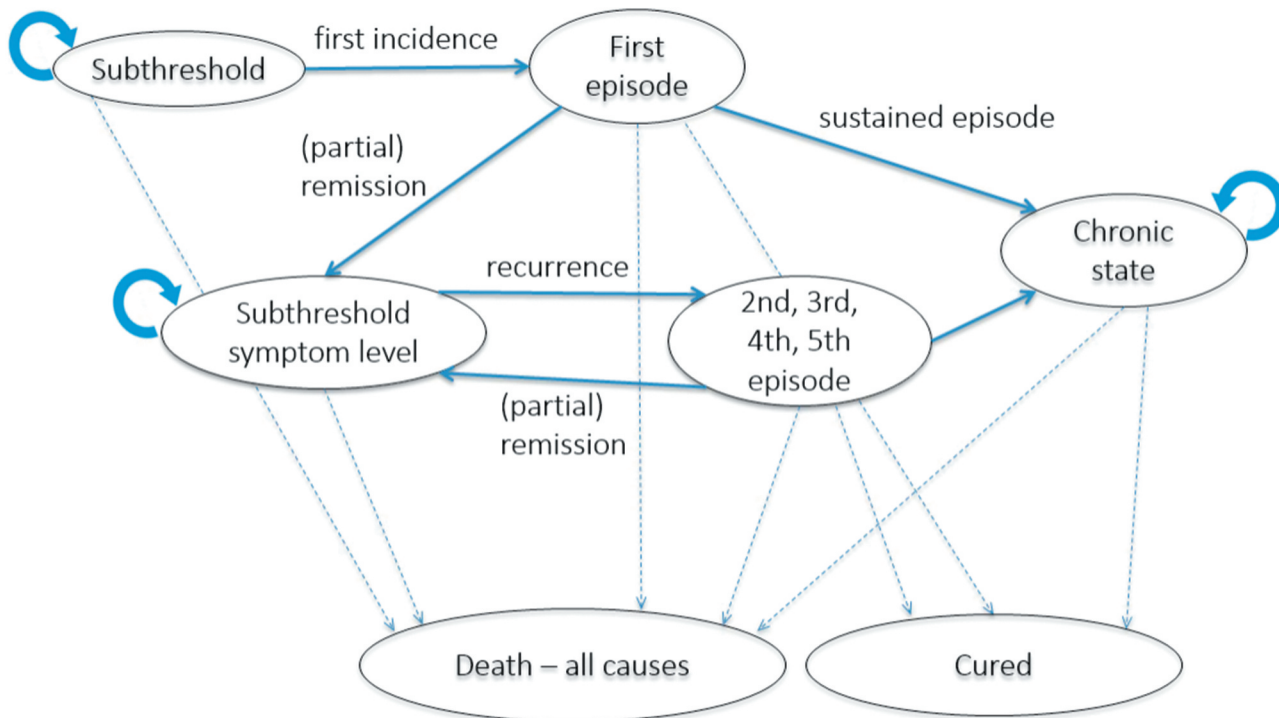 Subthreshold
first incidence
First
episode
sustained episode
(partial)
remission
Chronic
state
Subthreshold
symptom level
recurrence
2nd, 3rd,
4th, 5th
episode
(partial)
remission
Death – all causes
Cured